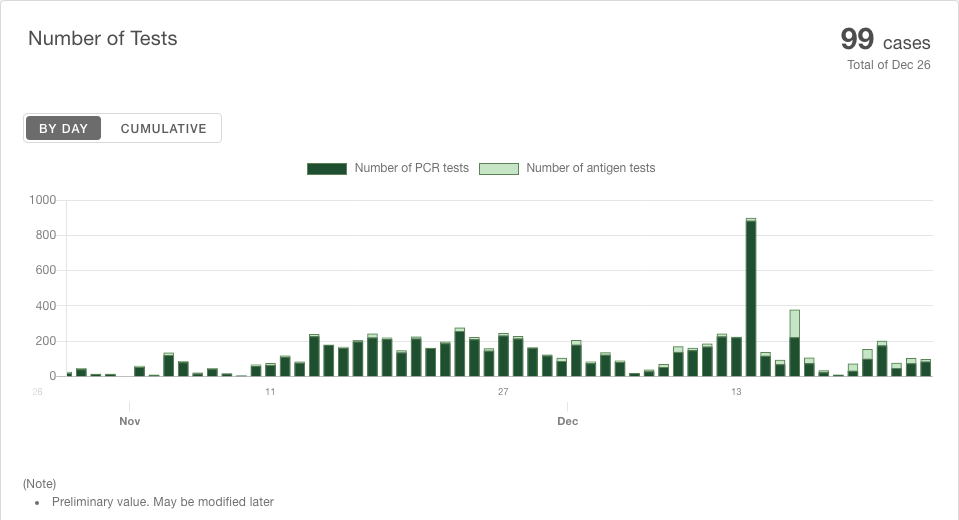 Number of Tests
99 cases
Total of Dec 26
BY DAY CUMULATIVE
Number of PCR tests Number of antigen tests
1000
800
600
400
200
0
26 11 27 13
Nov Dec
(Note)
• Preliminary value. May be modified later